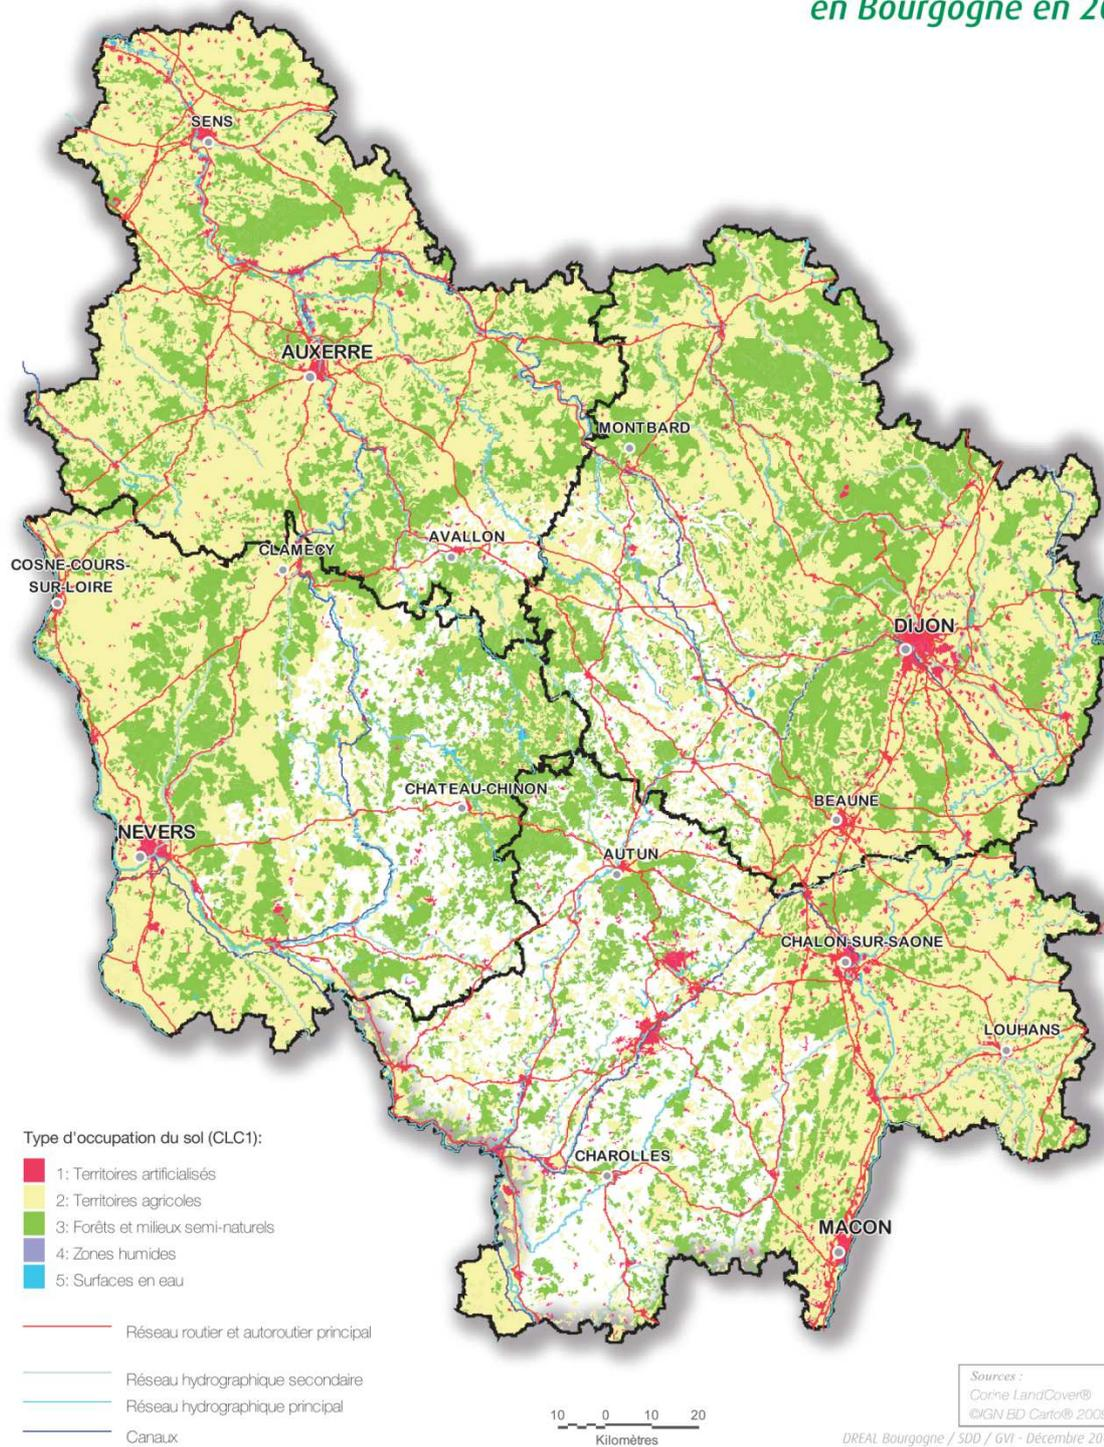 en Bourgogne en 20
SENS
AUXERRE
MONTBARD
AVALLON
CLAMECY
COSNE-COURS-
SUR-LOIRE
DIJON
CHATEAU-CHINON
BEAUNE
NEVERS
AUTUN
CHALON-SUR-SAONE
LOUHANS
CHAROLLES
MACON
Type d'occupation du sol (CLC1):
1: Territoires artificialisés
2: Territoires agricoles
3: Forêts et milieux semi-naturels
4: Zones humides
5: Surfaces en eau
Réseau routier et autoroutier principal
Réseau hydrographique secondaire
Réseau hydrographique principal
Canaux
10 0 10 20
Kilomètres
Sources :
Corine LandCover®
©IGN BD Carto® 2009
DREAL Bourgogne / SDD / GVI - Décembre 20